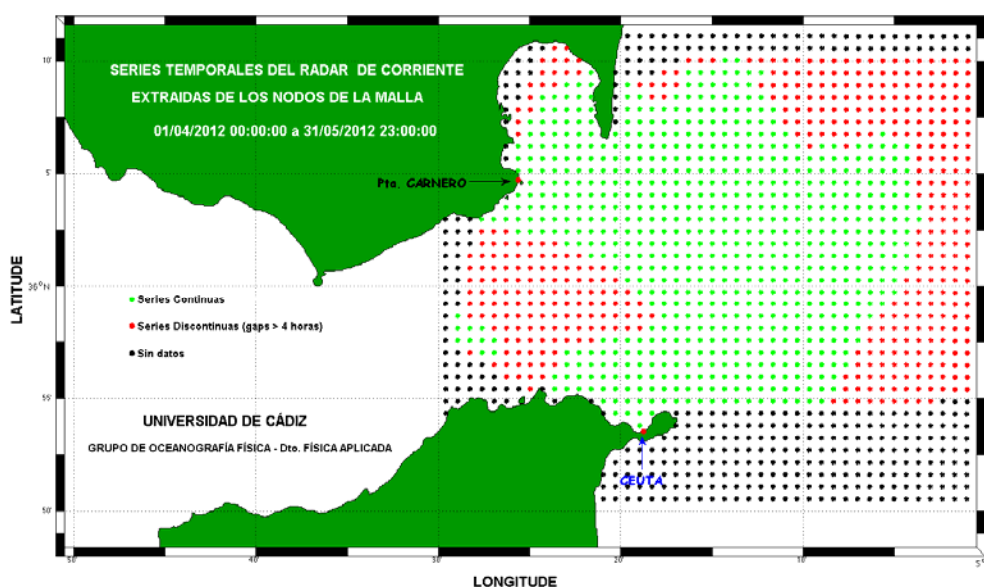 SERIES TEMPORALES DEL RADAR DE CORRIENTE
EXTRAIDAS DE LOS NODOS DE LA MALLA
01/04/2012 00:00:00 a 31/05/2012 23:00:00
10'
5'
Pta. CARNERO
36°N
LATITUDE
Series Continuas
Series Discontinuas (gaps > 4 horas)
Sin datos
55'
UNIVERSIDAD DE CÁDIZ
GRUPO DE OCEANOGRAFÍA FÍSICA - Dto. FÍSICA APLICADA
CEUTA
50'
50' 40' 30' 20' 10'
LONGITUDE